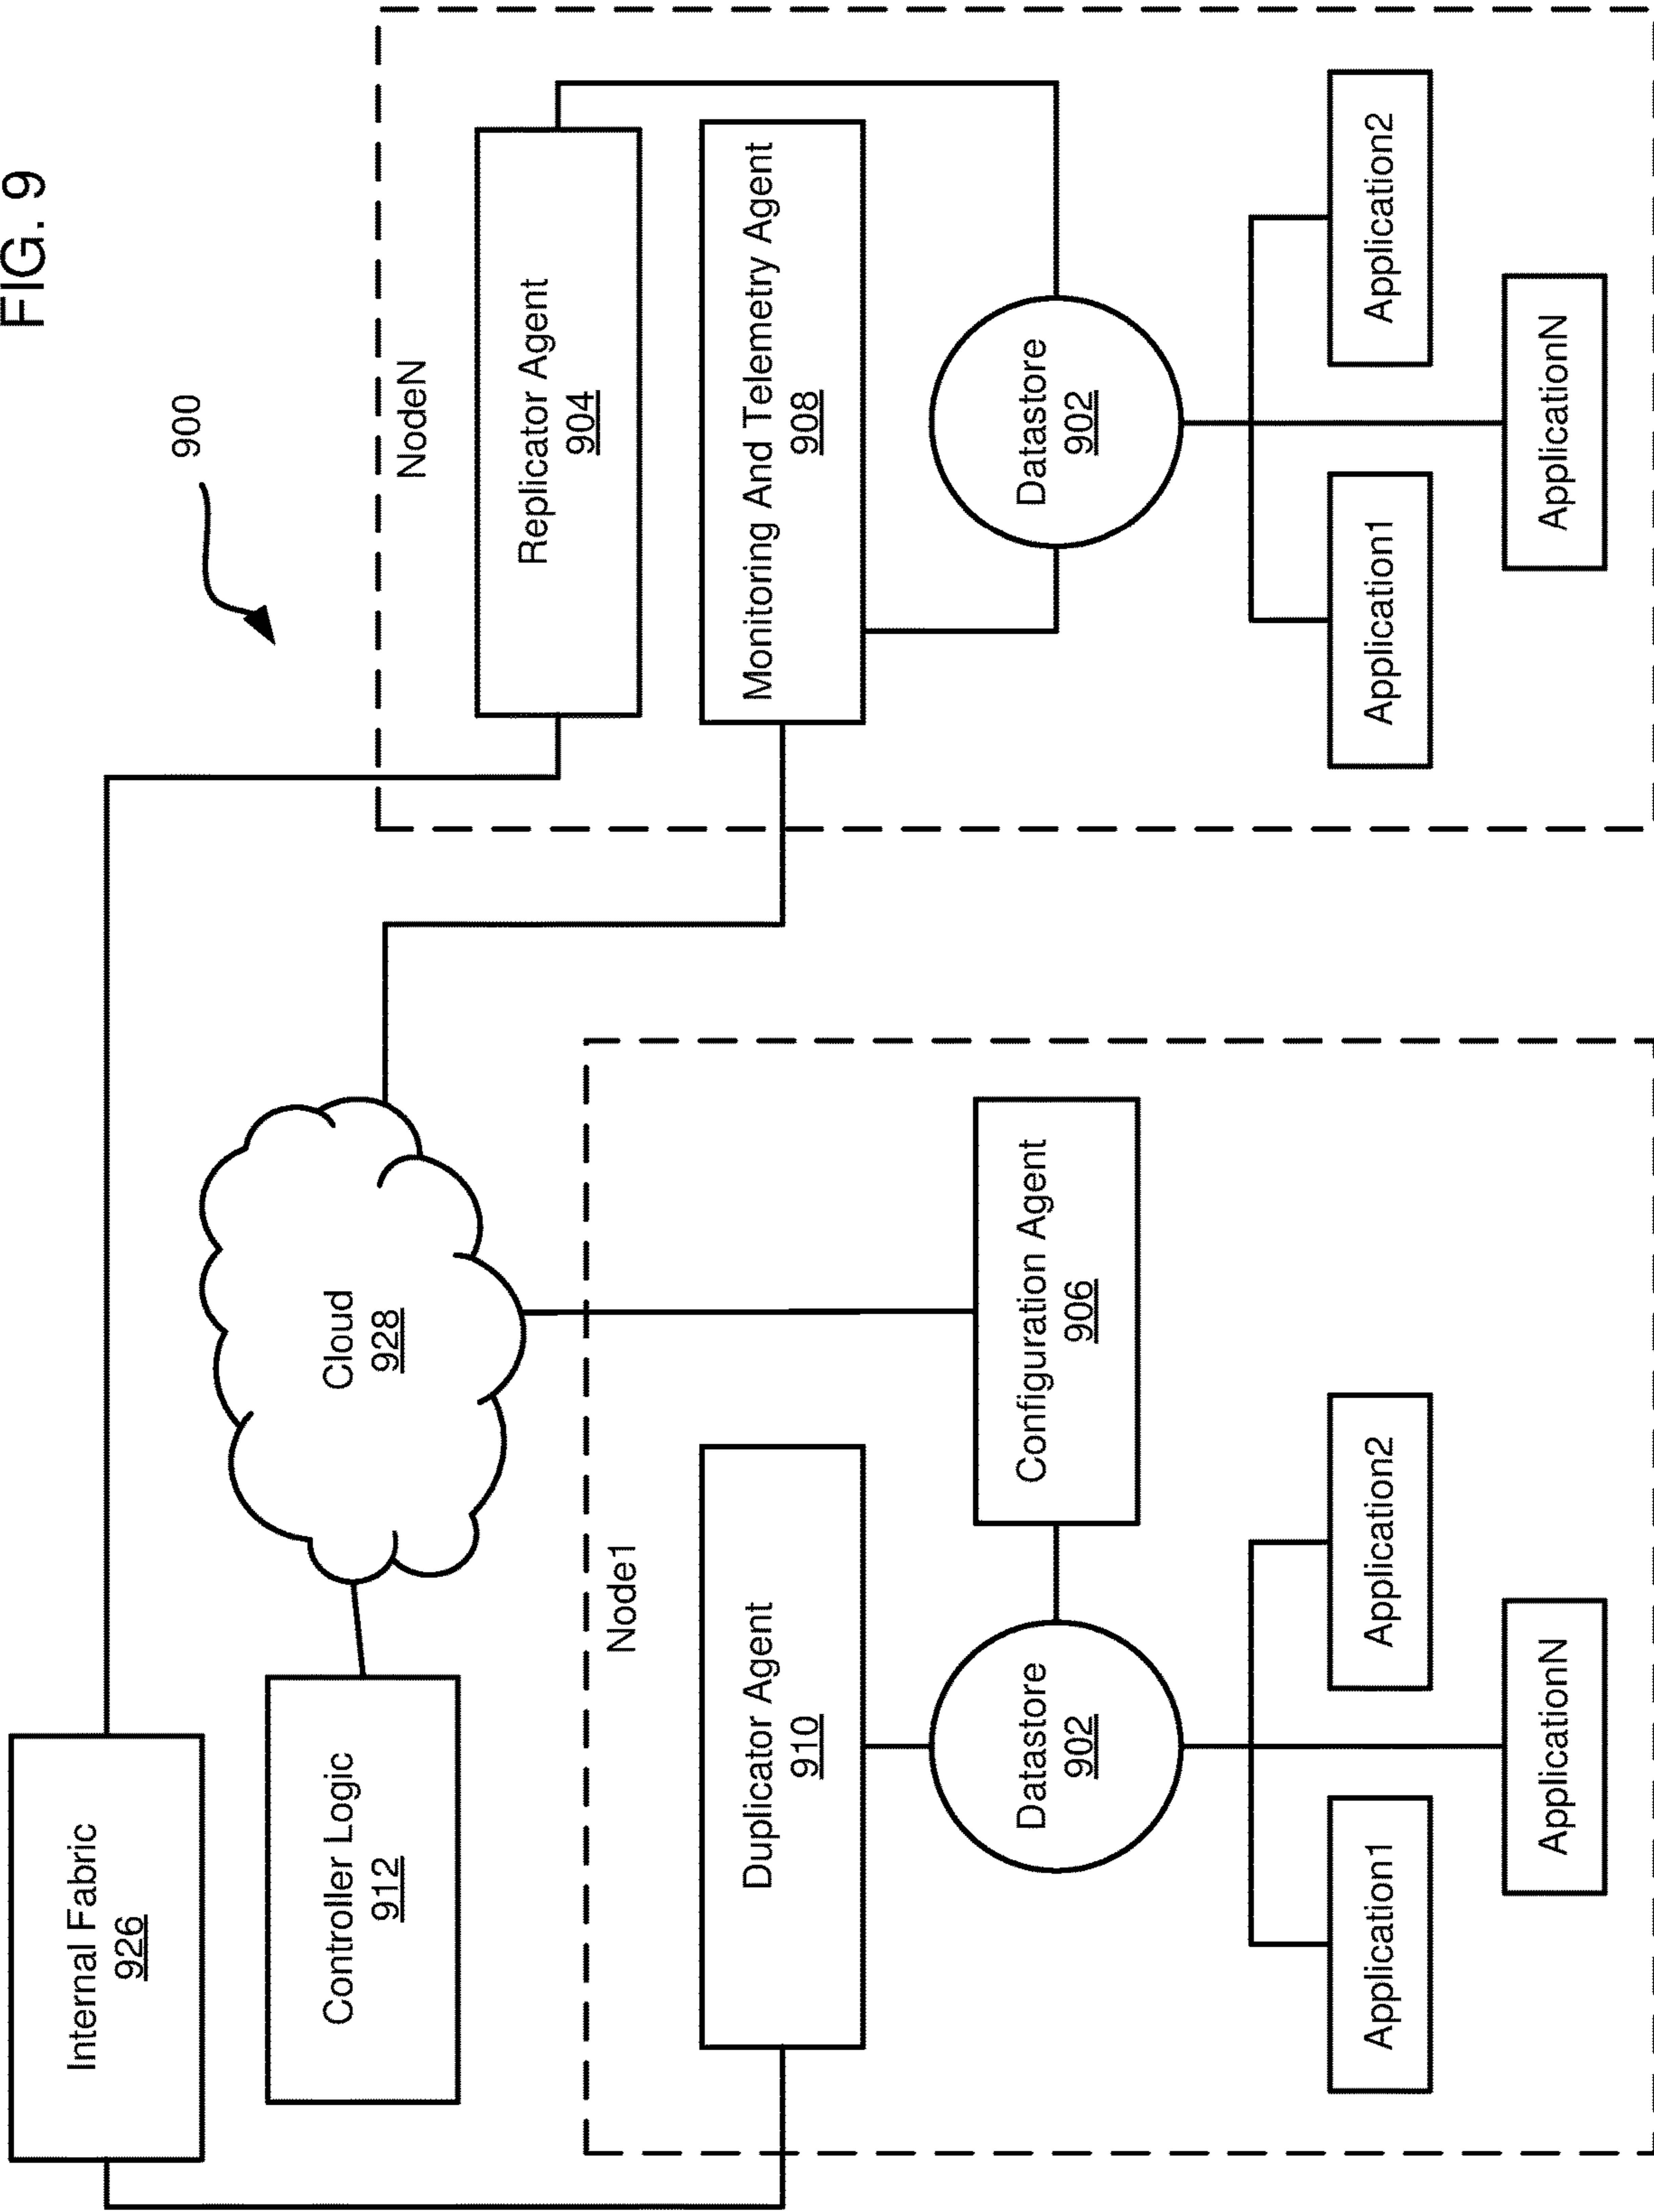 FIG. 9
900
Internal Fabric
926
Controller Logic
912
Cloud
928
Node1
Duplicator Agent
910
Configuration Agent
906
Datastore
902
Application1
Application2
ApplicationN
NodeN
Replicator Agent
904
Monitoring And Telemetry Agent
908
Datastore
902
Application1
Application2
ApplicationN